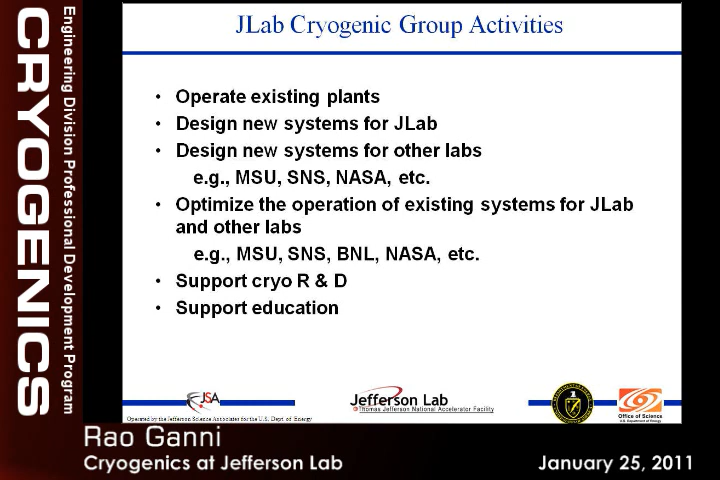 Engineering Division Professional Development Program
CRYOGENICS
JLab Cryogenic Group Activities
• Operate existing plants
• Design new systems for JLab
• Design new systems for other labs
e.g., MSU, SNS, NASA, etc.
• Optimize the operation of existing systems for JLab
and other labs
e.g., MSU, SNS, BNL, NASA, etc.
• Support cryo R & D
• Support education
JSA
Jefferson Lab
Thomas Jefferson National Accelerator Facility
Office of Science
U.S. Department of Energy
Operated by the Jefferson Science Associates for the U.S. Dept. of Energy
Rao Ganni
Cryogenics at Jefferson Lab
January 25, 2011